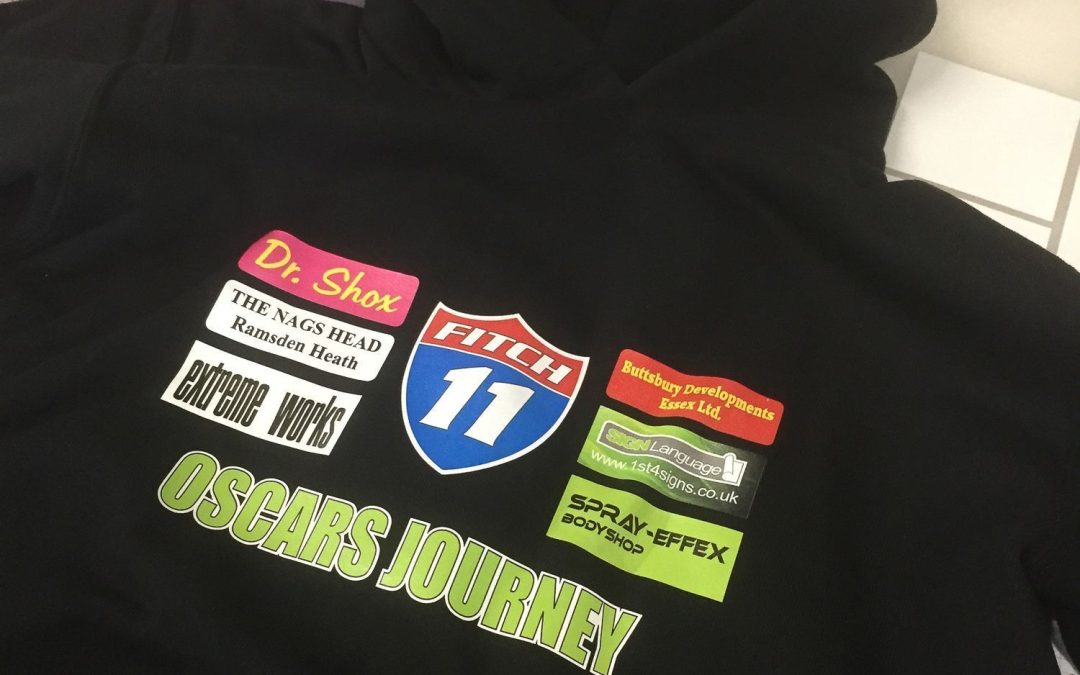 Dr. Shox
THE NAGS HEAD
Ramsden Heath
extreme works
FITCH
11
Buttsbury Developments
Essex Ltd.
SIGN Language
www.1st4signs.co.uk
SPRAY-EFFEX
BODYSHOP
OSCARS JOURNEY